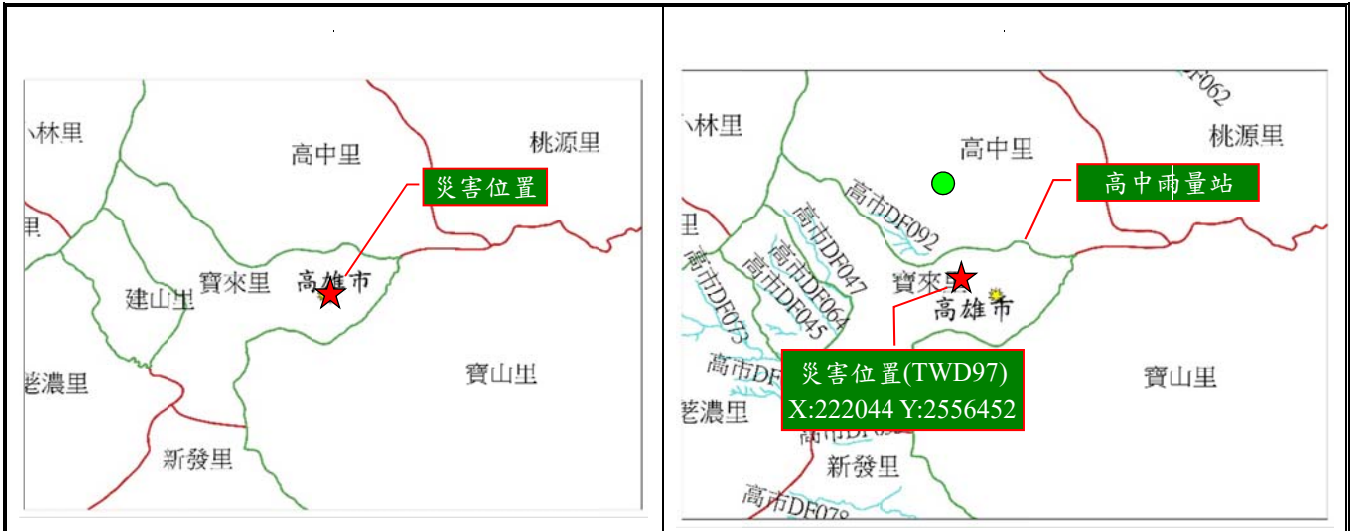 小林里
高中里
桃源里
災害位置
里
寶來里
高雄市
建山里
寶山里
荖濃里
新發里
DF062
小林里
高中里
桃源里
高中雨量站
高市DF092
高市DF047
里
高市DF064
高市DF045
高市DF073
寶來里
高雄市
高市DF
災害位置(TWD97)
X:222044 Y:2556452
寶山里
荖濃里
新發里
高市DF078